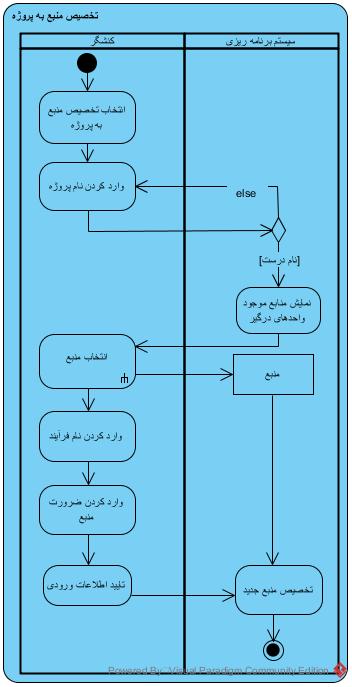 تخصیص منبع به پروژه
کنشگر
سیستم برنامه ریزی
انتخاب تخصیص منبع
به پروژه
وارد کردن نام پروژه
else
[نام درست]
نمایش منابع موجود
واحدهای درگیر
انتخاب منبع
منبع
وارد کردن نام فرآیند
وارد کردن ضرورت
منبع
تایید اطلاعات ورودی
تخصیص منبع جدید
Powered By Visual Paradigm Community Edition